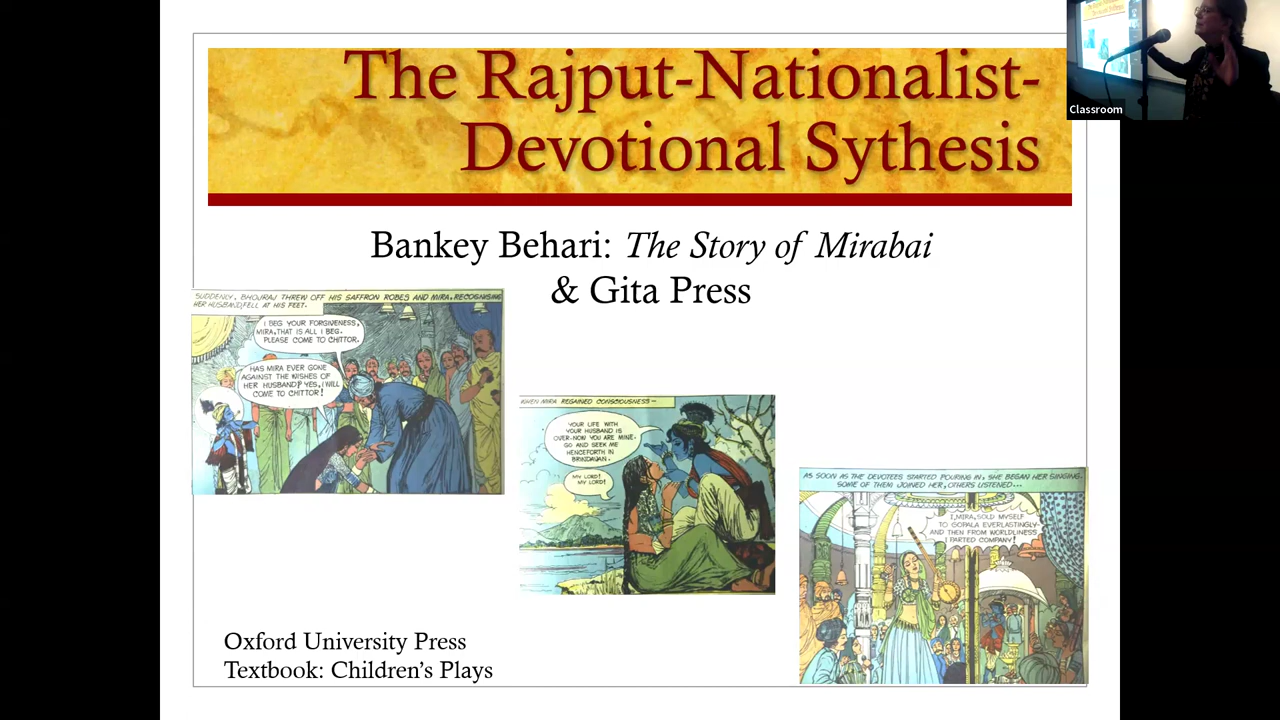 The Rajput-Nationalist-
Devotional Sythesis
Classroom
Bankey Behari: The Story of Mirabai
& Gita Press
SUDDENLY, BHOJRAJ THREW OFF HIS SAFFRON ROBES AND MIRA, RECOGNISING
HER HUSBAND, FELL AT HIS FEET.
I BEG YOUR FORGIVENESS,
MIRA, THAT IS ALL I BEG.
PLEASE COME TO CHITTOR.
HAS MIRA EVER GONE
AGAINST THE WISHES OF
HER HUSBAND? YES, I WILL
COME TO CHITTOR!
WHEN MIRA REGAINED CONSCIOUSNESS—
YOUR LIFE WITH
YOUR HUSBAND IS
OVER. NOW YOU ARE MINE.
GO AND SEEK ME
HENCEFORTH IN
BRINDAVAN.
MY LORD!
MY LORD!
AS SOON AS THE DEVOTEES STARTED POURING IN, SHE BEGAN HER SINGING.
SOME OF THEM JOINED HER, OTHERS LISTENED...
I, MIRA, SOLD MYSELF
TO GOPALA EVERLASTINGLY-
AND THEN FROM WORLDLINESS
I PARTED COMPANY!
Oxford University Press
Textbook: Children's Plays